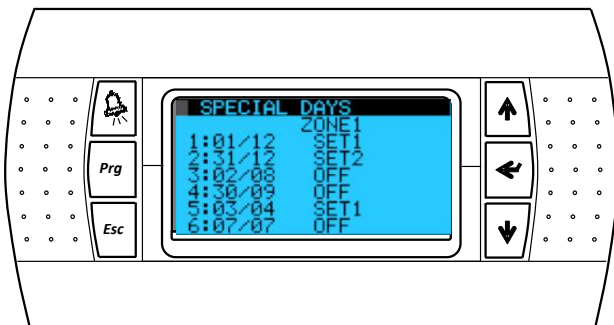 SPECIAL DAYS
ZONE1
1:01/12 SET1
2:31/12 SET2
3:02/08 OFF
4:30/09 OFF
5:03/04 SET1
6:07/07 OFF
Prg
Esc